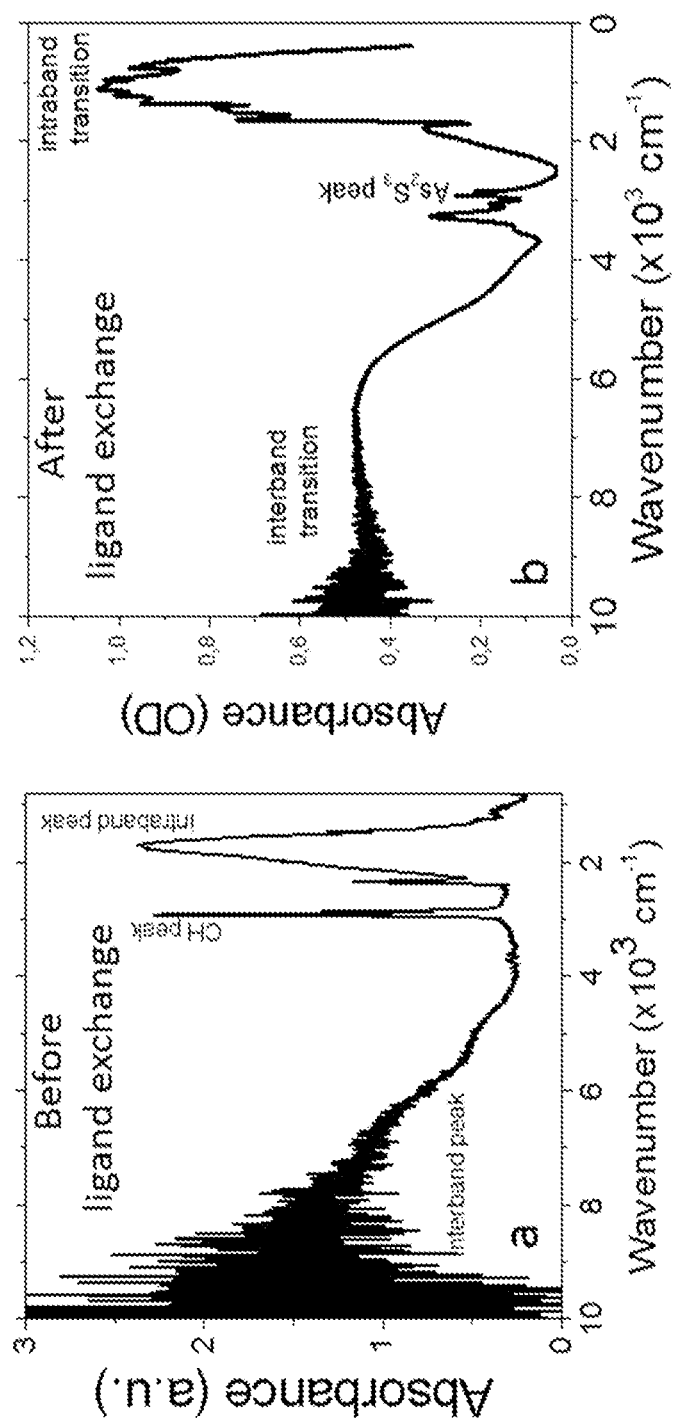 Before
ligand exchange
intraband peak
CH peak
Interband peak
a
3
2
1
0
Absorbance (a.u.)
10
8
6
4
2
Wavenumber (x10³ cm⁻¹)
After
ligand exchange
intraband
transition
As₂S₃ peak
interband
transition
b
1,2
1,0
0,8
0,6
0,4
0,2
0,0
Absorbance (OD)
10
8
6
4
2
0
Wavenumber (x10³ cm⁻¹)